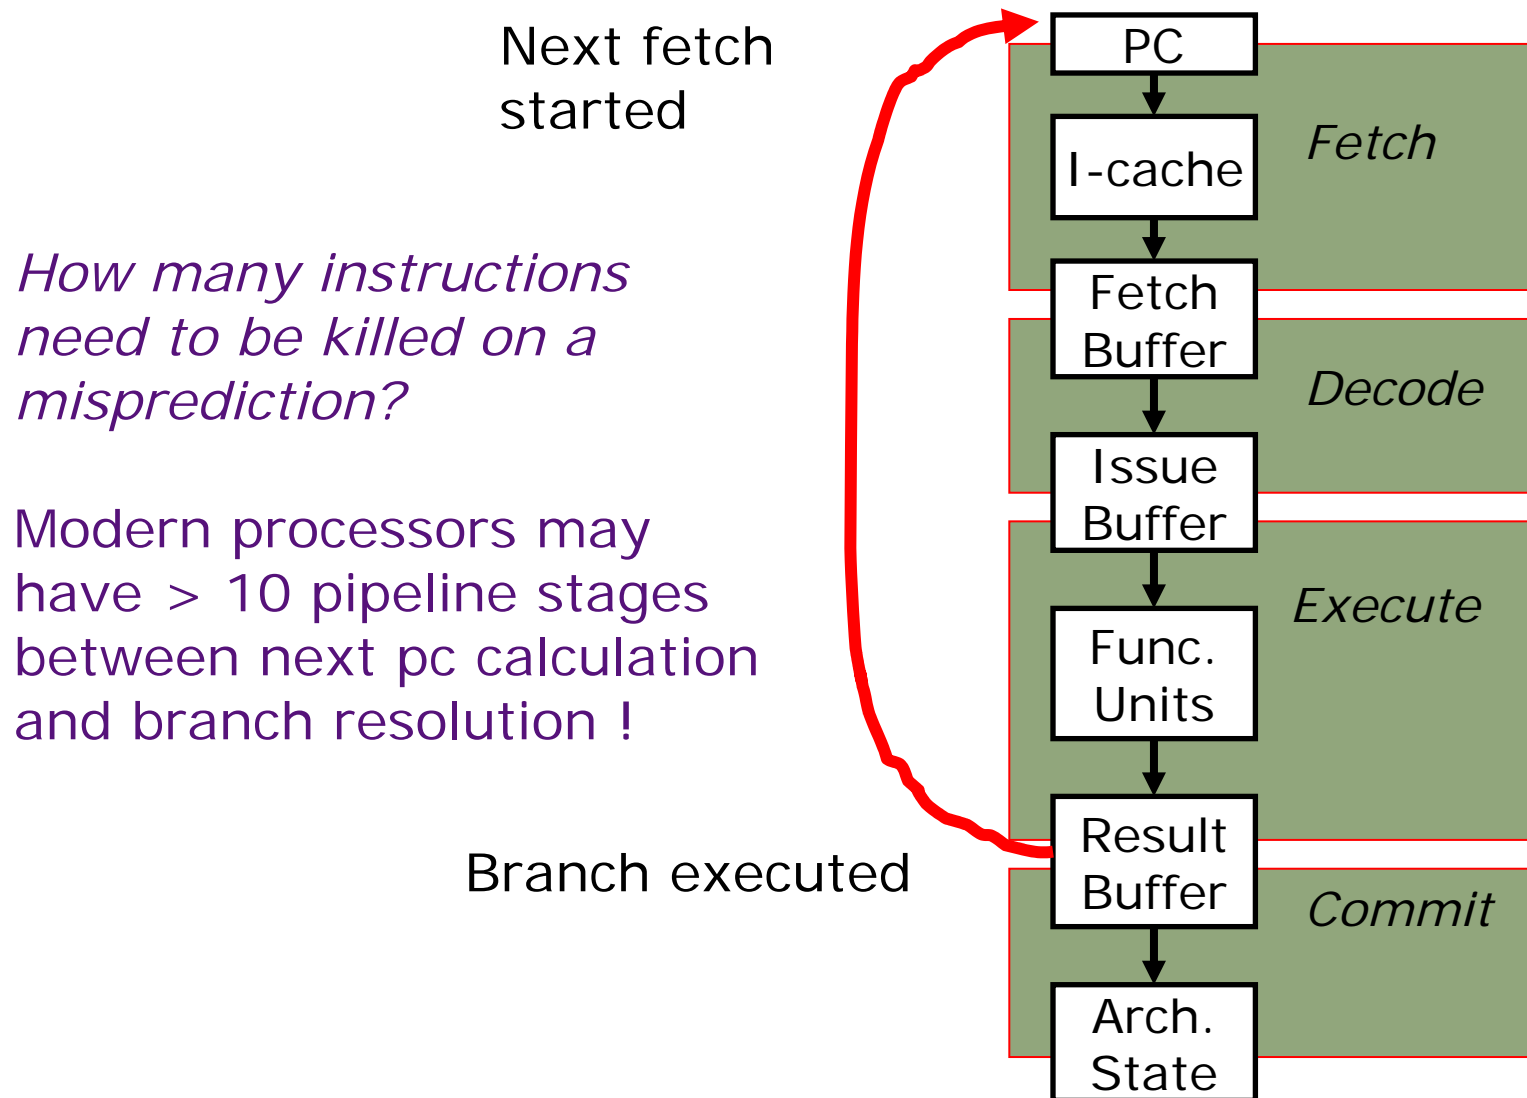 Next fetch
started
How many instructions
need to be killed on a
misprediction?
Modern processors may
have > 10 pipeline stages
between next pc calculation
and branch resolution !
Branch executed
PC
Fetch
I-cache
Fetch
Buffer
Decode
Issue
Buffer
Execute
Func.
Units
Result
Buffer
Commit
Arch.
State